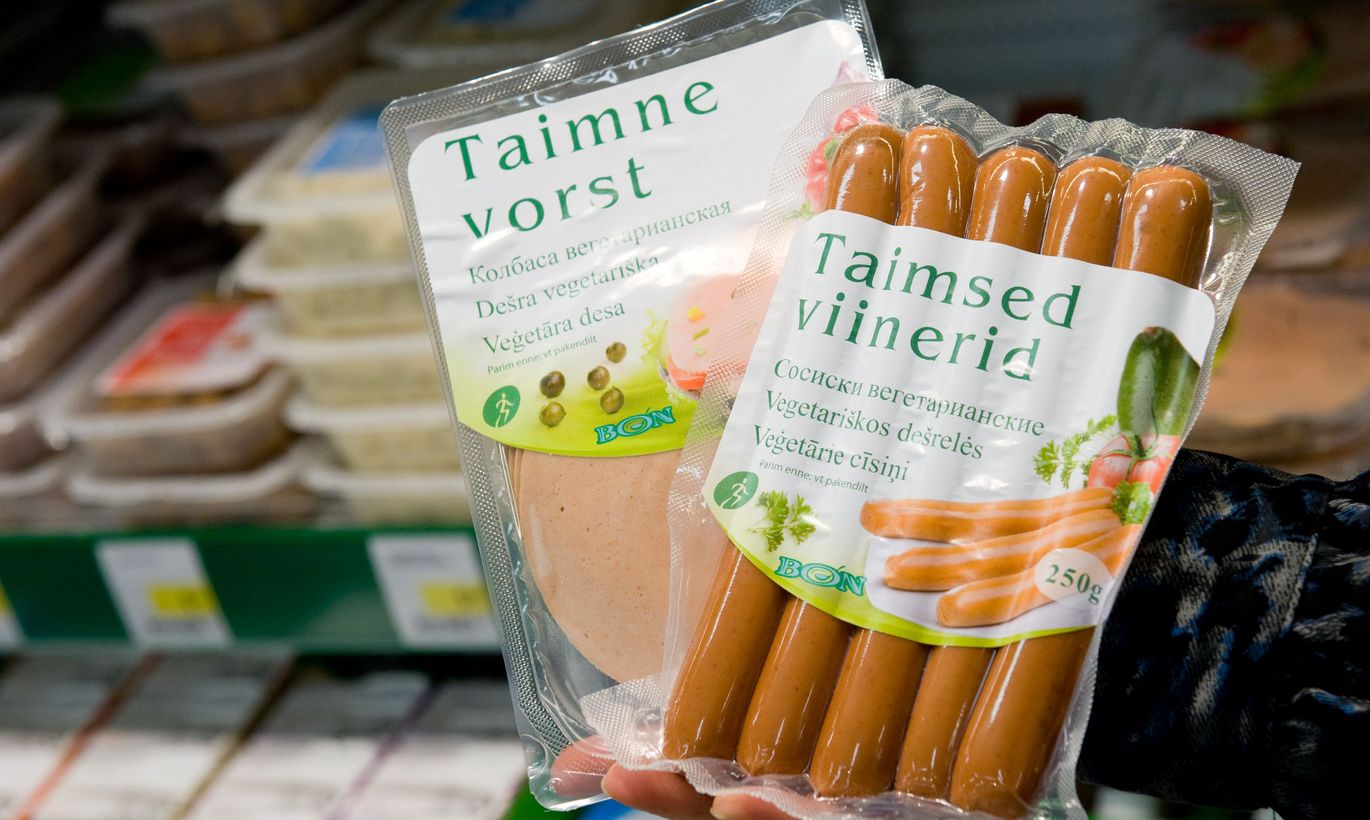 Taimne
vorst
Колбаса вегетарианская
Dešra vegetariška
Veģetāra desa
Parim enne: vt pakendilt
BON
Taimsed
viinerid
Сосиски вегетарианские
Vegetariškos dešrelės
Veģetārie cīsiņi
Parim enne: vt pakendilt
BON
250g